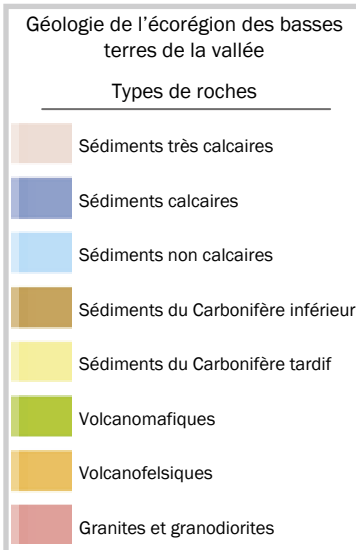 Géologie de l’écorégion des basses
terres de la vallée
Types de roches
Sédiments très calcaires
Sédiments calcaires
Sédiments non calcaires
Sédiments du Carbonifère inférieur
Sédiments du Carbonifère tardif
Volcanomafiques
Volcanofelsiques
Granites et granodiorites